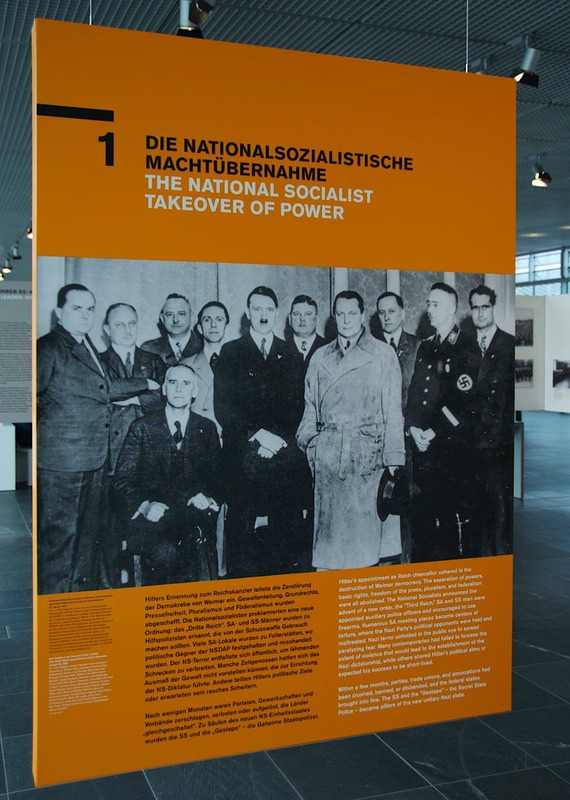 1
DIE NATIONALSOZIALISTISCHE
MACHTÜBERNAHME
THE NATIONAL SOCIALIST
TAKEOVER OF POWER
Hitlers Ernennung zum Reichskanzler leitete die Zerstörung
der Demokratie von Weimar ein. Gewaltenteilung, Grundrechte,
Pressefreiheit, Pluralismus und Föderalismus wurden
abgeschafft. Die Nationalsozialisten proklamierten eine neue
Ordnung: das „Dritte Reich". SA- und SS-Männer wurden zu
Hilfspolizisten ernannt, die von der Schusswaffe Gebrauch
machen sollten. Viele SA-Lokale wurden zu Folterstätten, wo
politische Gegner der NSDAP festgehalten und misshandelt
wurden. Der NS-Terror entfaltete sich öffentlich, um lähmenden
Schrecken zu verbreiten. Manche Zeitgenossen hatten sich das
Ausmaß der Gewalt nicht vorstellen können, die zur Errichtung
der NS-Diktatur führte. Andere teilten Hitlers politische Ziele
oder erwarteten sein rasches Scheitern.
Nach wenigen Monaten waren Parteien, Gewerkschaften und
Verbände zerschlagen, verboten oder aufgelöst, die Länder
„gleichgeschaltet". Zu Säulen des neuen NS-Einheitsstaates
wurden die SS und die „Gestapo" – die Geheime Staatspolizei.
Hitler's appointment as Reich chancellor ushered in the
destruction of Weimar democracy. The separation of powers,
basic rights, freedom of the press, pluralism, and federalism
were all abolished. The National Socialists announced the
advent of a new order, the "Third Reich." SA and SS men were
appointed auxiliary police officers and encouraged to use
firearms. Numerous SA meeting places became centers of
torture, where the Nazi Party's political opponents were held and
maltreated. Nazi terror unfolded in the public eye to spread
paralyzing fear. Many contemporaries had failed to foresee the
extent of violence that would lead to the establishment of the
Nazi dictatorship, while others shared Hitler's political aims or
expected his success to be short-lived.
Within a few months, parties, trade unions, and associations had
been crushed, banned, or disbanded, and the federal states
brought into line. The SS and the "Gestapo" – the Secret State
Police – became pillars of the new unitary Nazi state.